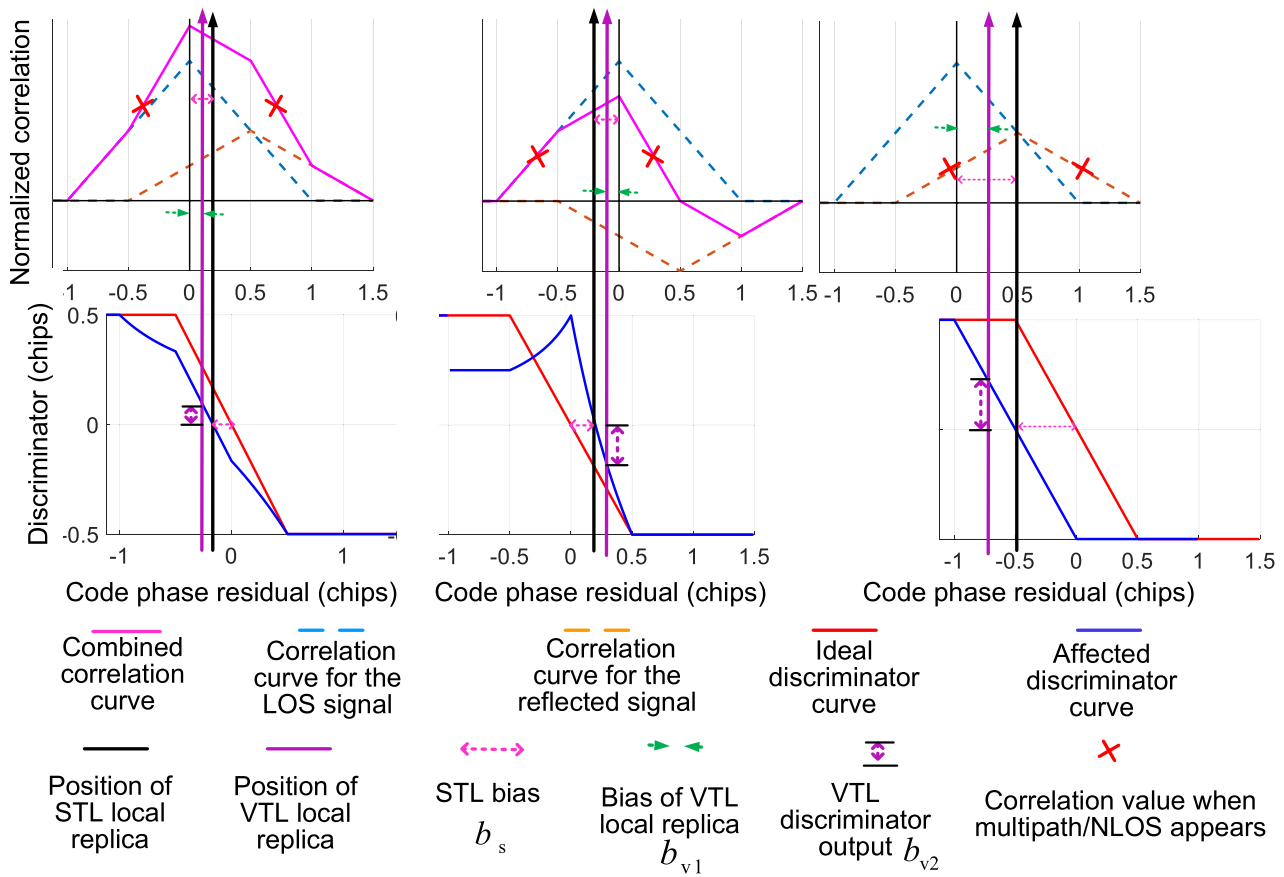 Normalized correlation
-1 -0.5 0 0.5 1 1.5
-1 -0.5 0 0.5 1 1.5
-1 -0.5 0 0.5 1 1.5
Discriminator (chips)
0.5
0
-0.5
-1 0 1
-1 0 0.5 1 1.5
-1 -0.5 0 0.5 1 1.5
Code phase residual (chips)
Code phase residual (chips)
Code phase residual (chips)
Combined
correlation
curve
Correlation
curve for the
LOS signal
Correlation
curve for the
reflected signal
Ideal
discriminator
curve
Affected
discriminator
curve
Position of
STL local
replica
Position of
VTL local
replica
STL bias
b s
Bias of VTL
local replica
b v1
VTL
discriminator
output b v2
Correlation value when
multipath/NLOS appears